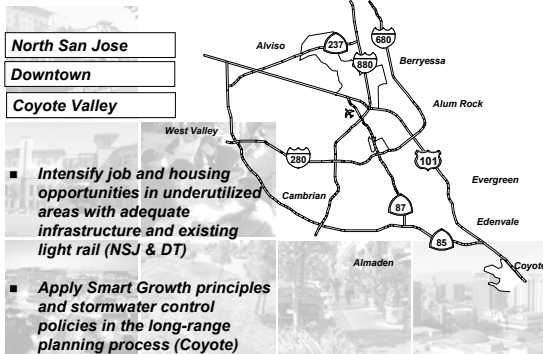 North San Jose
Downtown
Coyote Valley
Alviso
237
880
680
Berryessa
Alum Rock
West Valley
280
101
Cambrian
Evergreen
87
Edenvale
85
Almaden
Coyote
▪ Intensify job and housing
opportunities in underutilized
areas with adequate
infrastructure and existing
light rail (NSJ & DT)
▪ Apply Smart Growth principles
and stormwater control
policies in the long-range
planning process (Coyote)